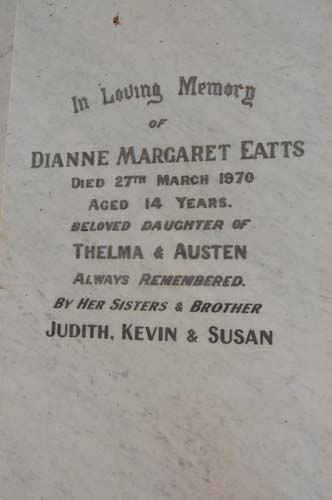 In Loving Memory
OF
DIANNE MARGARET EATTS
DIED 27TH MARCH 1970
AGED 14 YEARS.
BELOVED DAUGHTER OF
THELMA & AUSTEN
ALWAYS REMEMBERED.
BY HER SISTERS & BROTHER
JUDITH, KEVIN & SUSAN